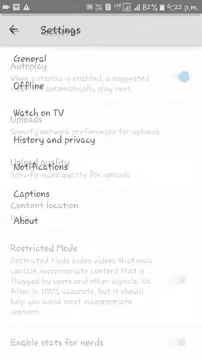 82% 9:22 p.m.
Settings
General
Autoplay
When autoplay is enabled, a suggested
video will automatically play next.
Offline
Watch on TV
Uploads
Specify network preferences for uploads.
History and privacy
Upload quality
Notifications
Specify video quality for uploads
Captions
Content location
About
Restricted Mode
Restricted Mode hides videos that may
contain inappropriate content that is
flagged by users and other signals. No
filter is 100% accurate, but it should
help you avoid most inappropriate
content.
Enable stats for nerds